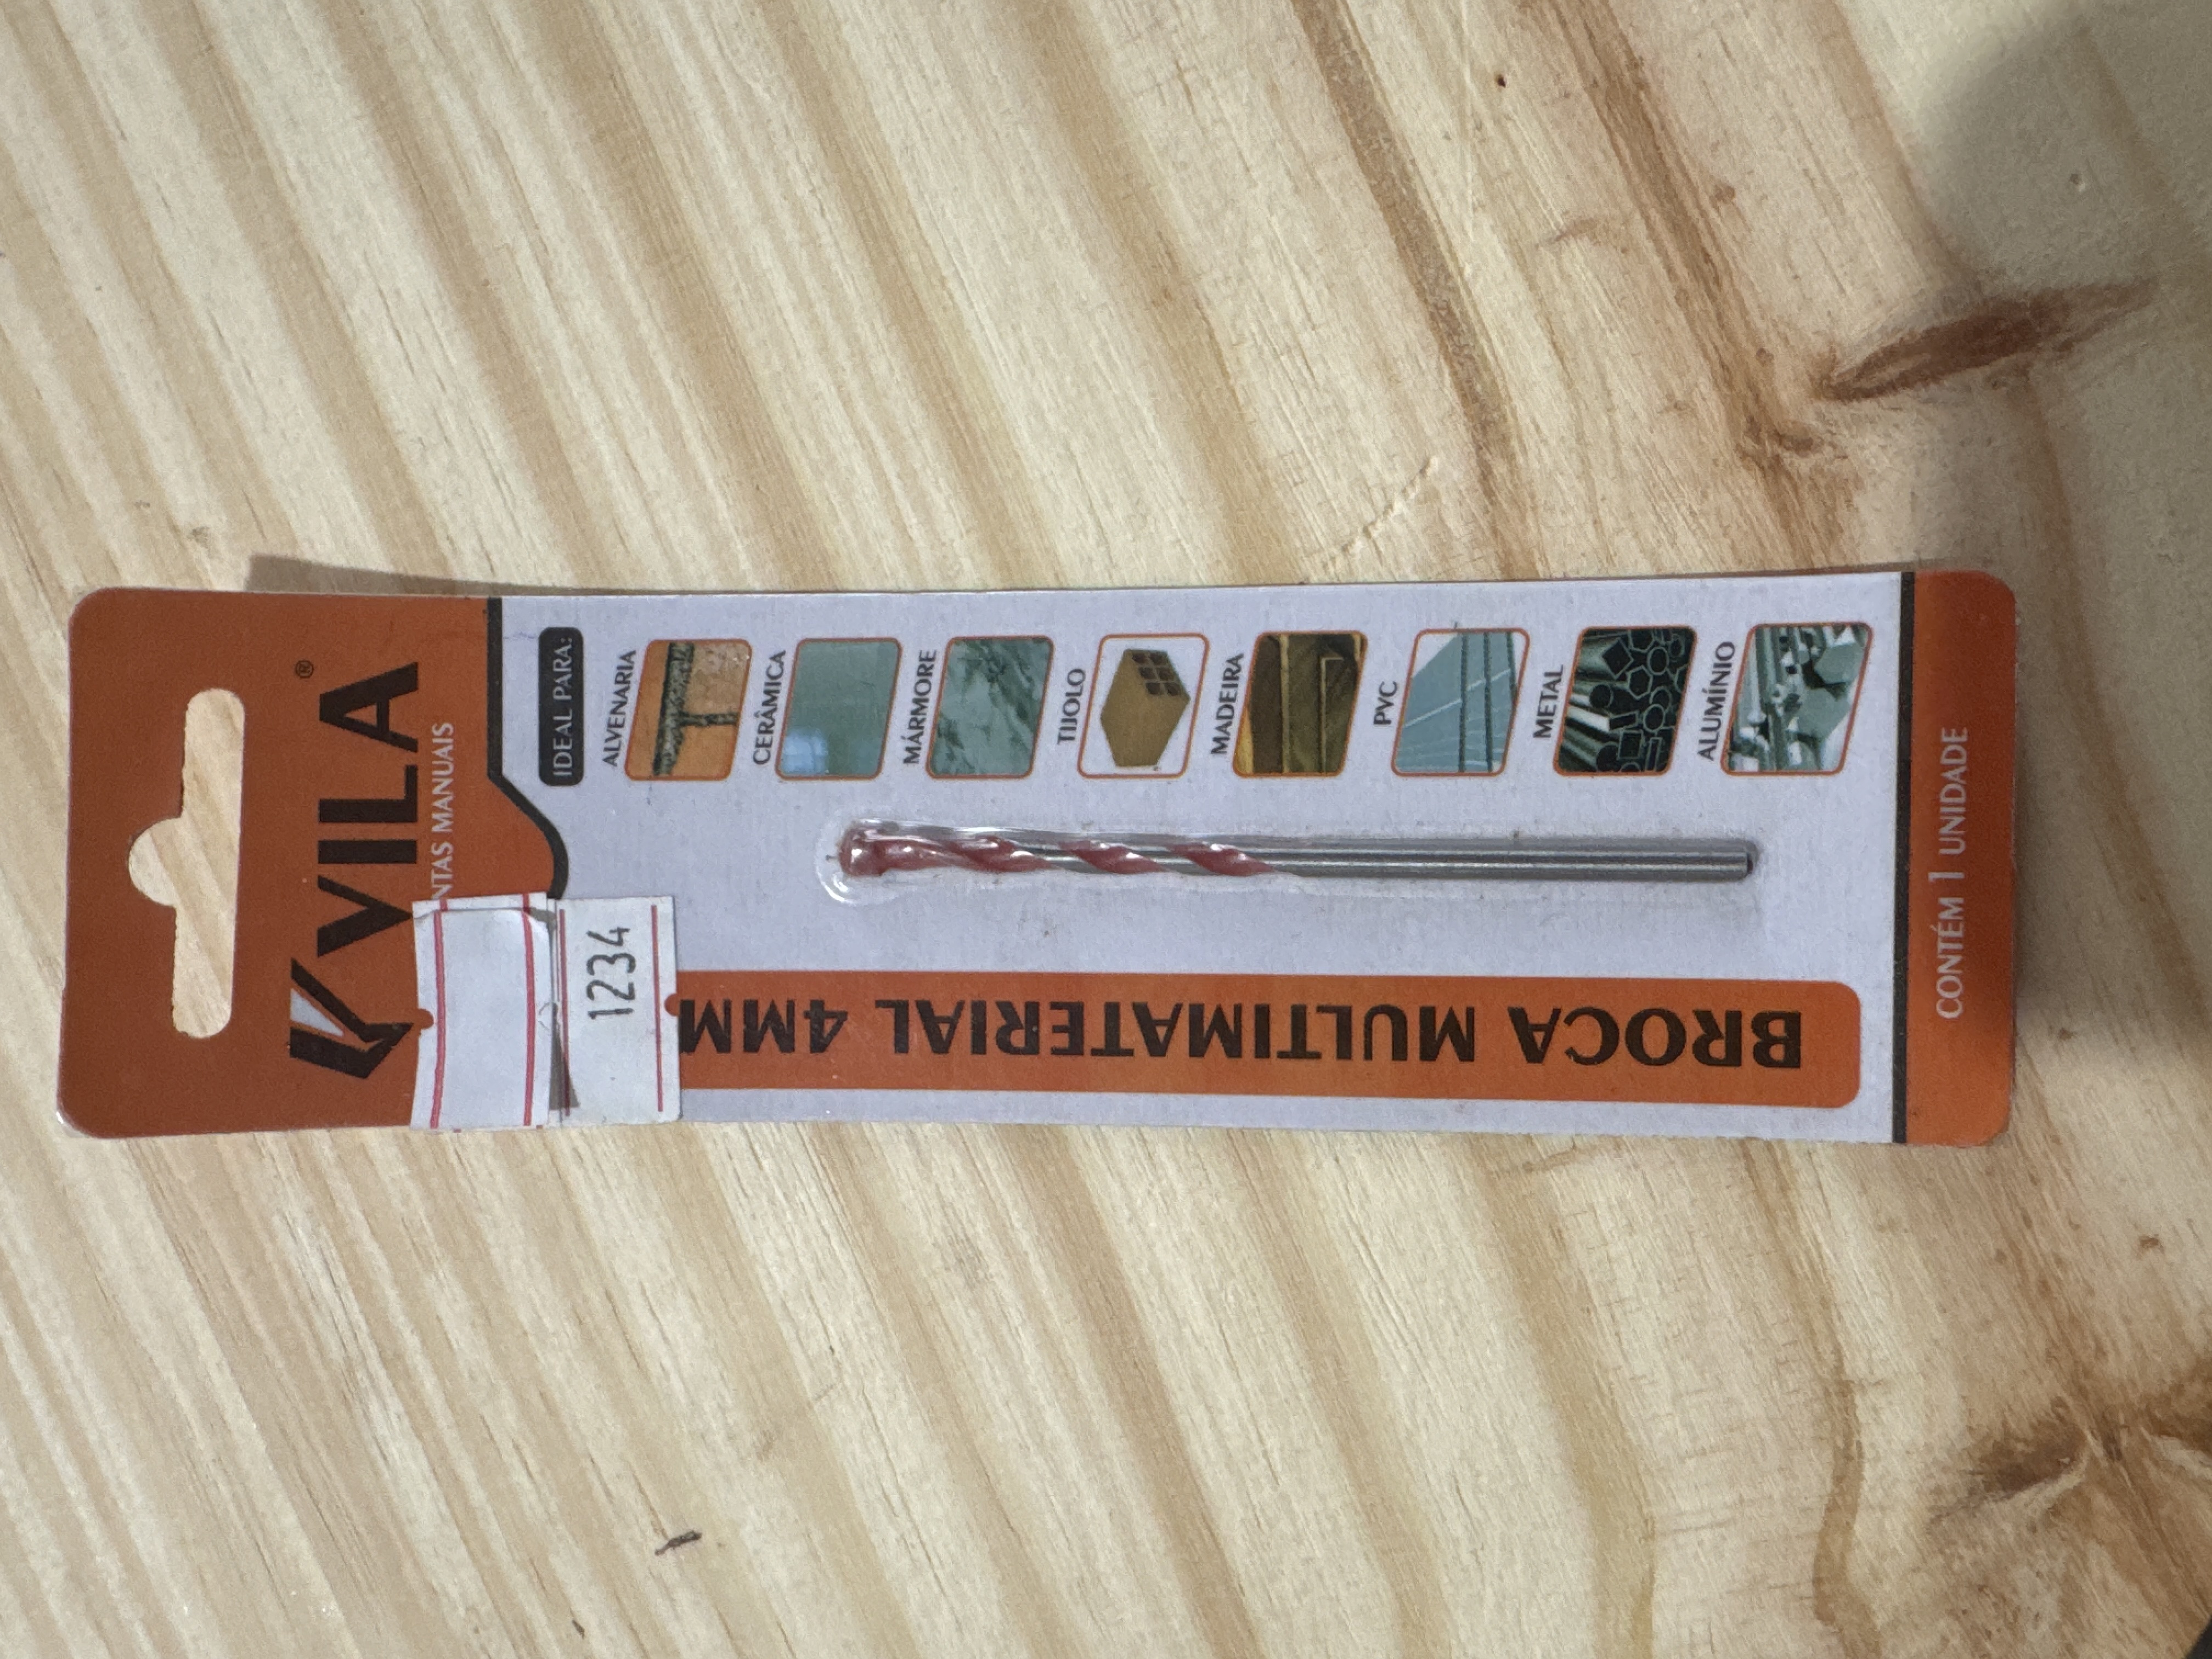 KVILA®
NTAS MANUAIS
IDEAL PARA:
ALVENARIA
CERÂMICA
MÁRMORE
TIJOLO
MADEIRA
PVC
METAL
ALUMÍNIO
1234
BROCA MULTIMATERIAL 4MM
CONTÉM 1 UNIDADE